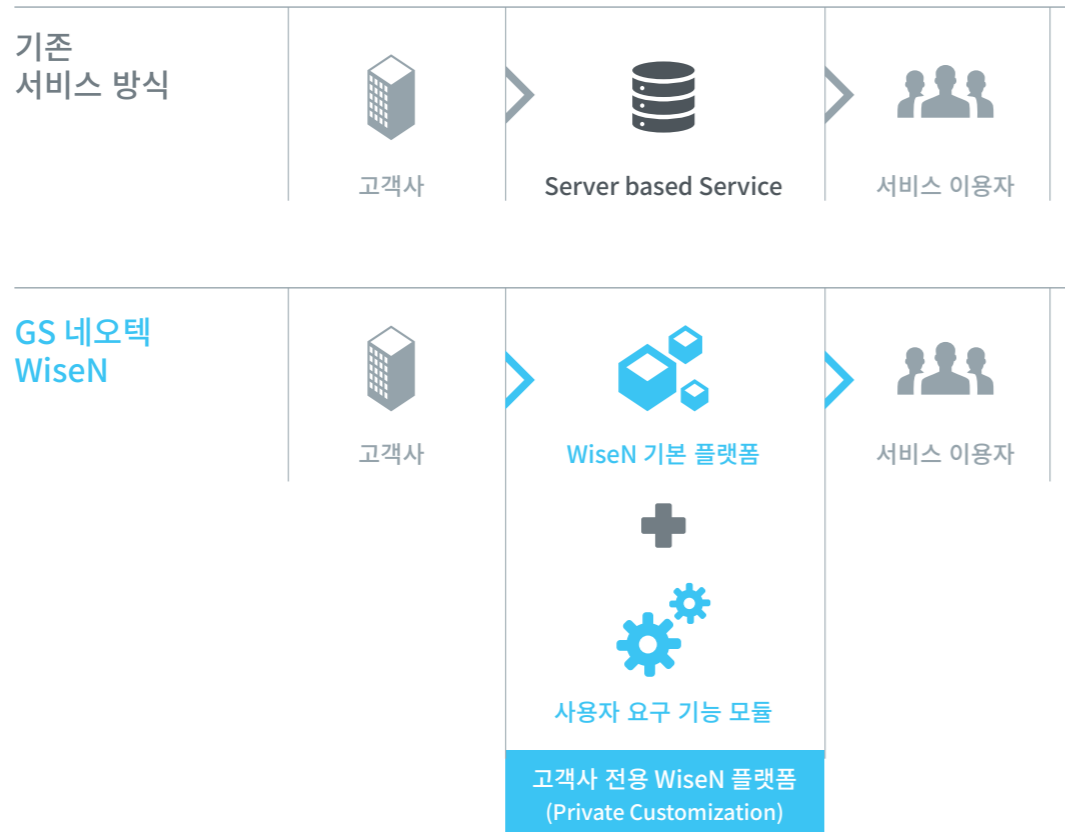 기존
서비스 방식
고객사
Server based Service
서비스 이용자
GS 네오텍
WiseN
고객사
WiseN 기본 플랫폼
서비스 이용자
사용자 요구 기능 모듈
고객사 전용 WiseN 플랫폼
(Private Customization)